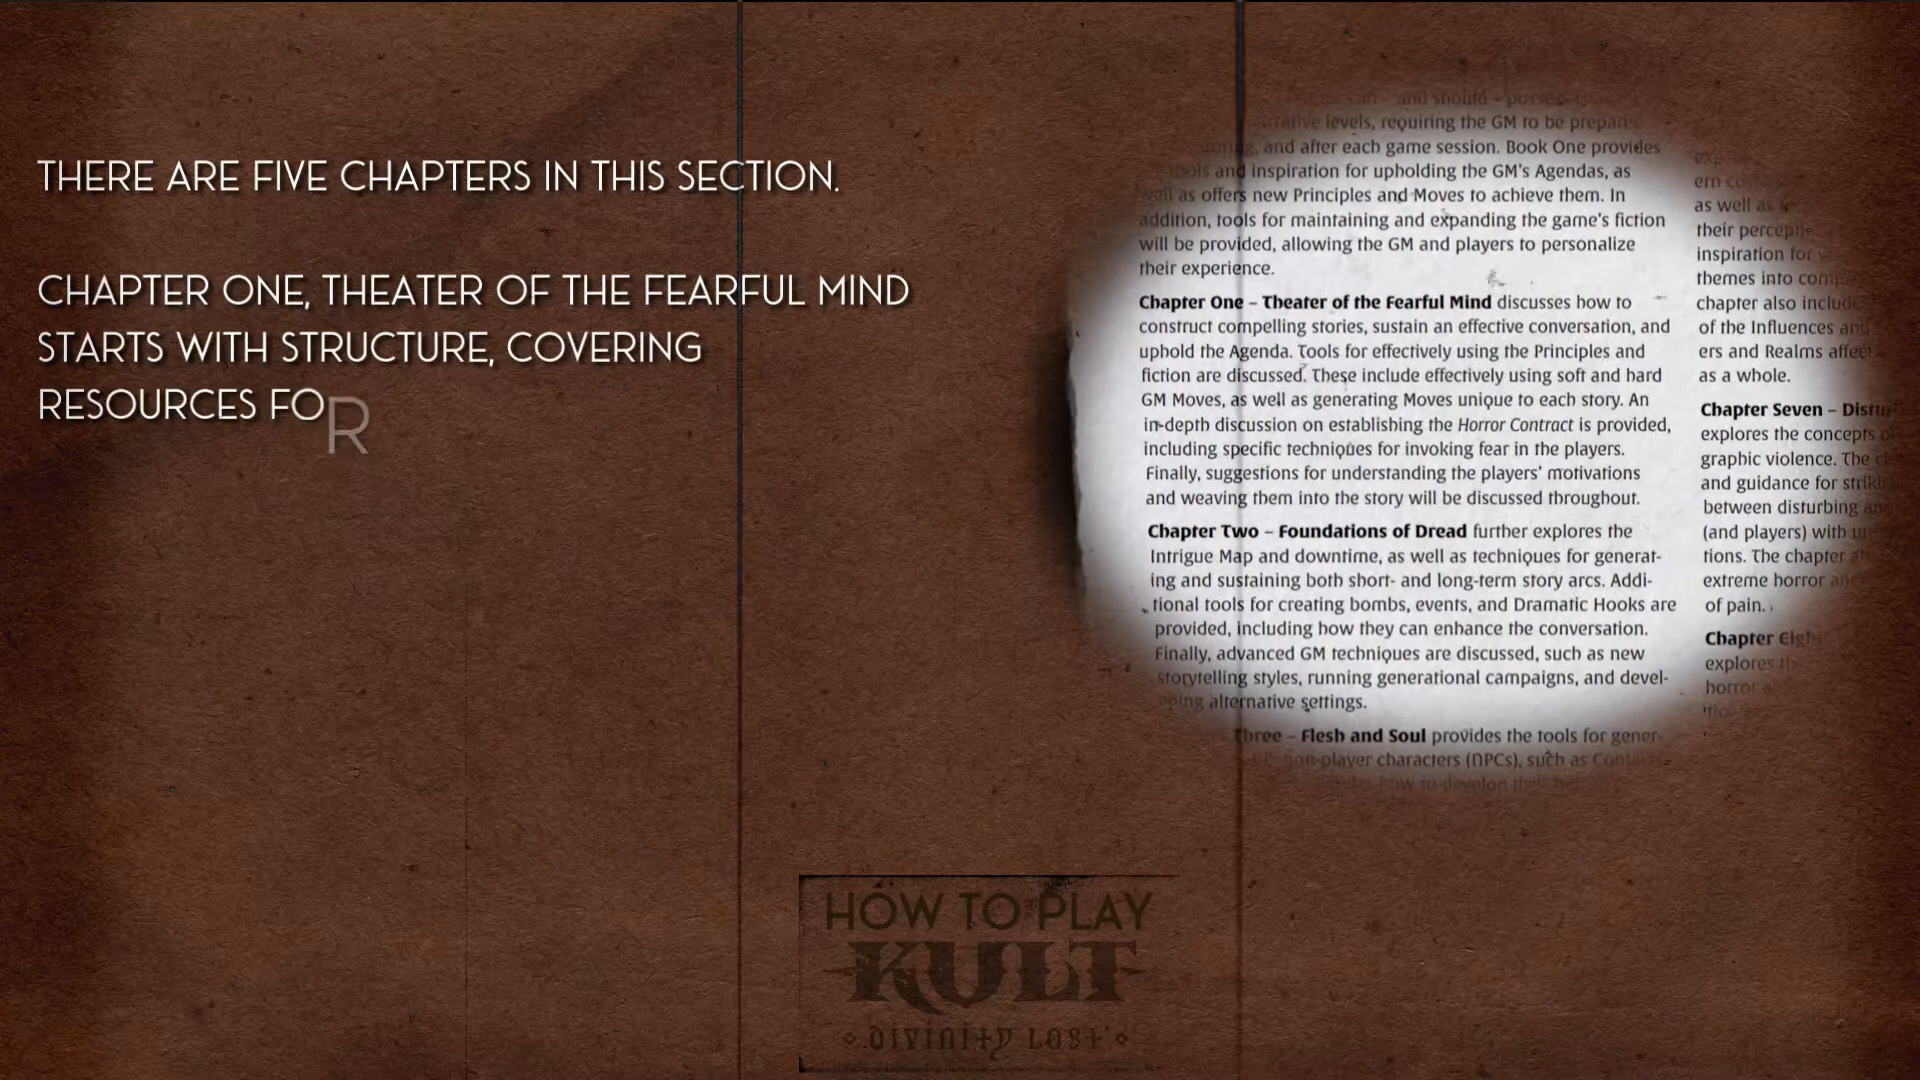 THERE ARE FIVE CHAPTERS IN THIS SECTION.
CHAPTER ONE, THEATER OF THE FEARFUL MIND
STARTS WITH STRUCTURE, COVERING
RESOURCES FOR
and should
levels, requiring the GM to be prepared
and after each game session. Book One provides
tools and inspiration for upholding the GM's Agendas, as
well as offers new Principles and Moves to achieve them. In
addition, tools for maintaining and expanding the game's fiction
will be provided, allowing the GM and players to personalize
their experience.
Chapter One – Theater of the Fearful Mind discusses how to
construct compelling stories, sustain an effective conversation, and
uphold the Agenda. Tools for effectively using the Principles and
fiction are discussed. These include effectively using soft and hard
GM Moves, as well as generating Moves unique to each story. An
in-depth discussion on establishing the Horror Contract is provided,
including specific techniques for invoking fear in the players.
Finally, suggestions for understanding the players' motivations
and weaving them into the story will be discussed throughout.
Chapter Two – Foundations of Dread further explores the
Intrigue Map and downtime, as well as techniques for generat-
ing and sustaining both short- and long-term story arcs. Addi-
tional tools for creating bombs, events, and Dramatic Hooks are
provided, including how they can enhance the conversation.
Finally, advanced GM techniques are discussed, such as new
storytelling styles, running generational campaigns, and devel-
oping alternative settings.
Three – Flesh and Soul provides the tools for gener-
non-player characters (NPCs), such as
how to develop their
ern
as well as
their
inspiration for
themes into
chapter also include
of the Influences and
ers and Realms affect
as a whole.
Chapter Seven –
explores the concepts
graphic violence. The
and guidance for
between disturbing
(and players) with
tions. The chapter
extreme horror
of pain.
Chapter Eight
explores
horror
HOW TO PLAY
KULT
DIVINITY LOST